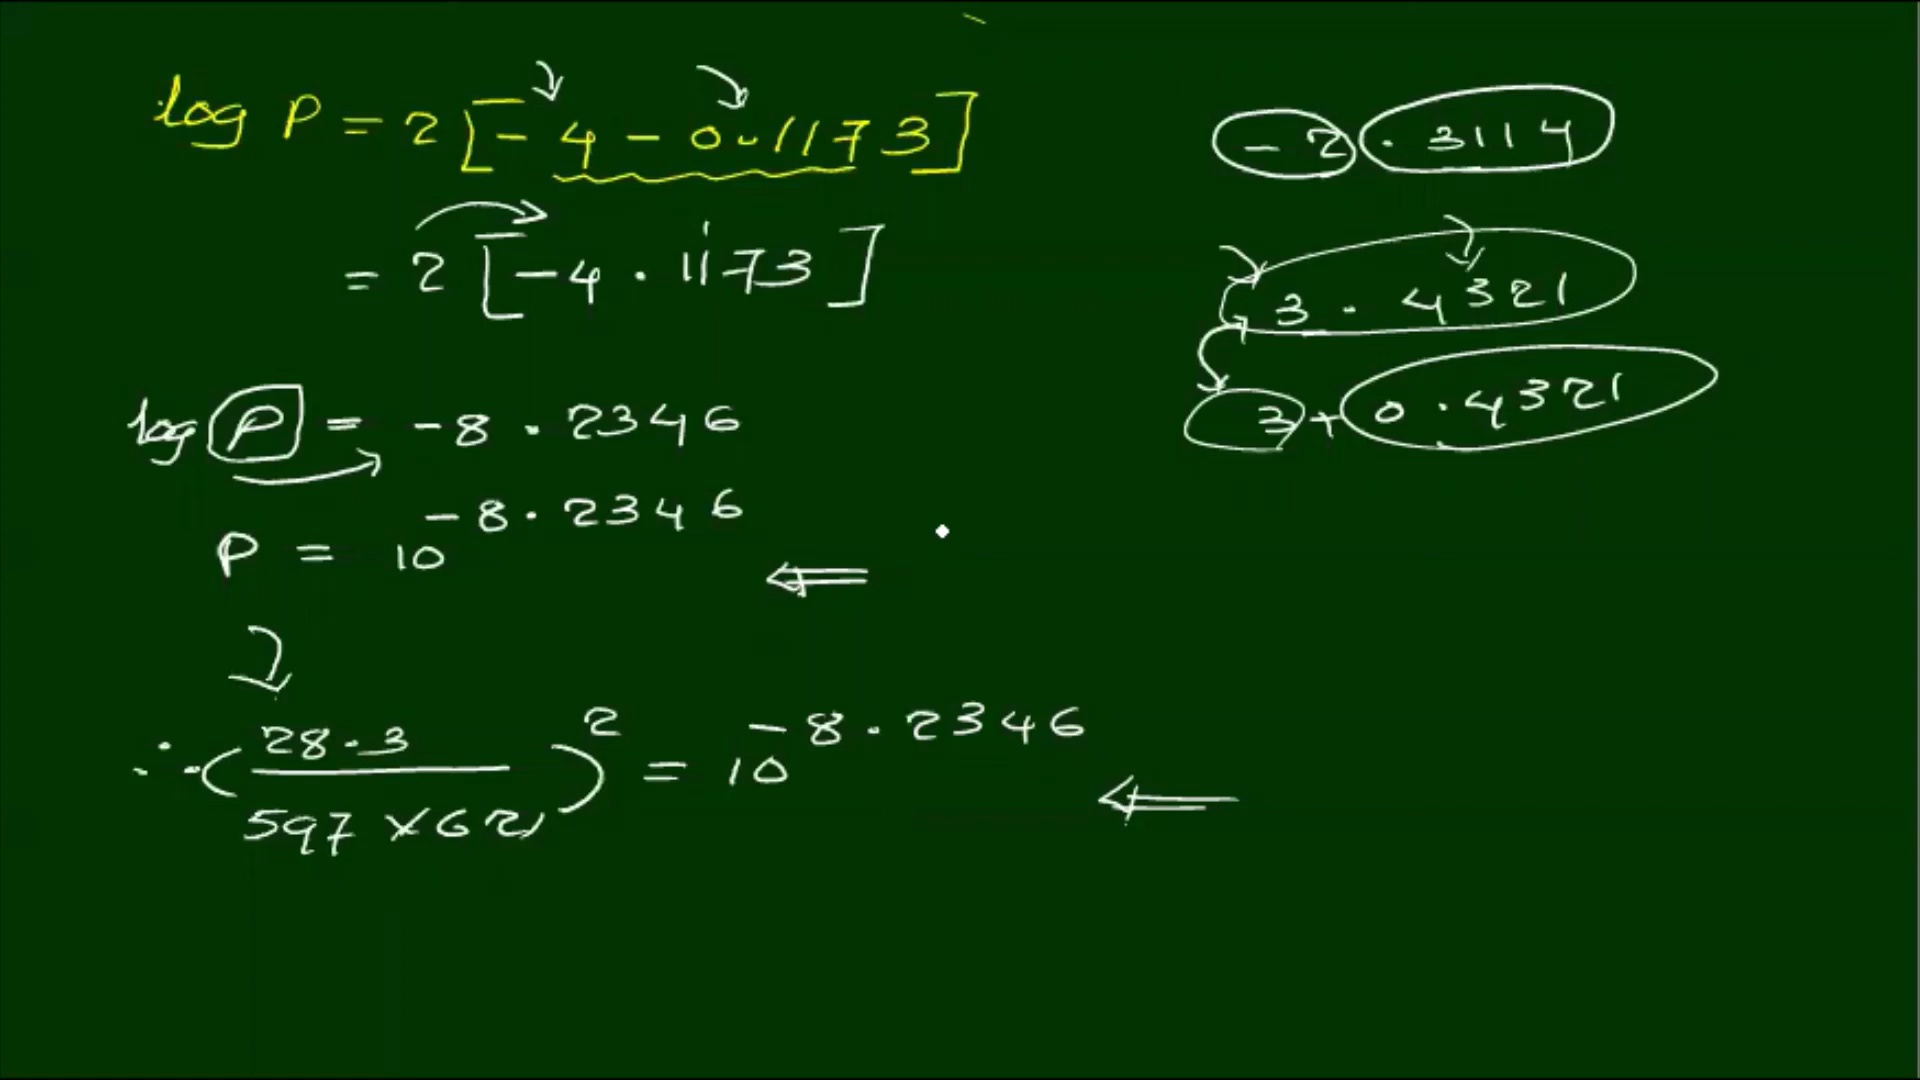 log P = 2 [ - 4 - 0.1173 ]
= 2 [ - 4 . 1173 ]
log P = - 8 . 2346
P = 10^{-8.2346}
∴ ( 28.3 / 597 × 621 )^2 = 10^{-8.2346}
- 2 . 3114
3 . 4321
3 + 0.4321